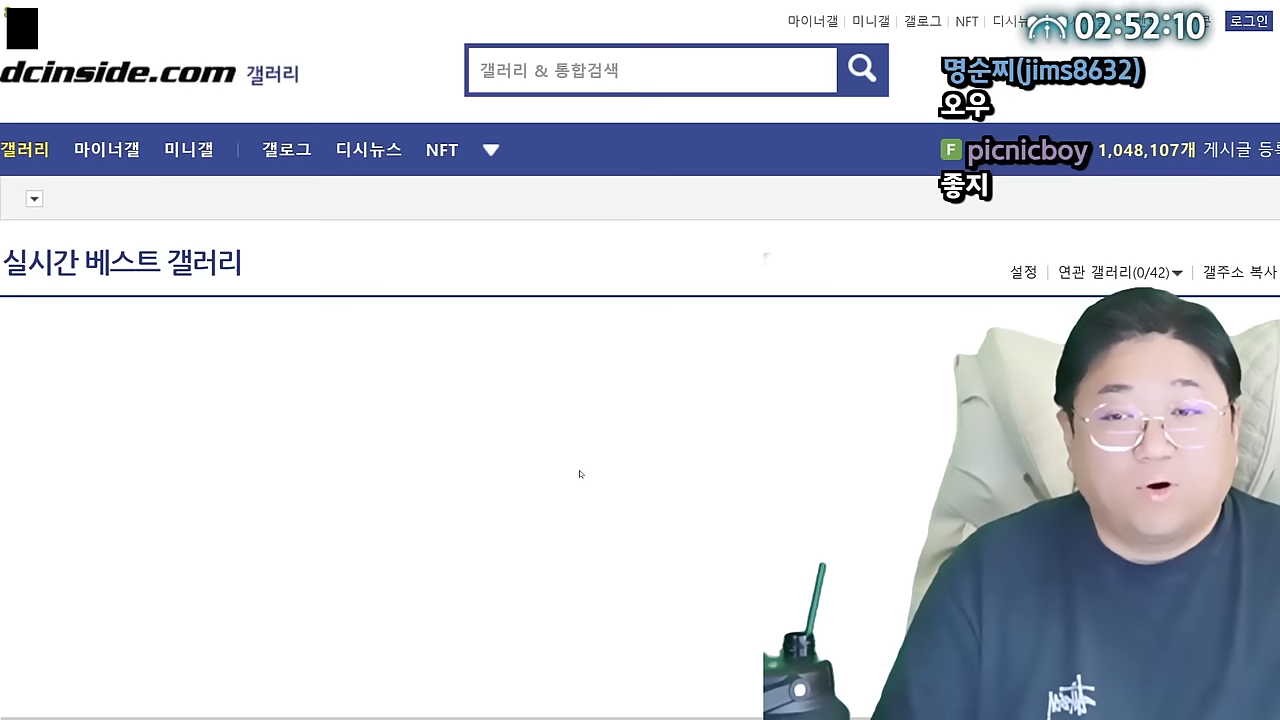 마이너갤 미니갤 갤로그 NFT 디시뉴
로그인
02:52:10
dcinside.com 갤러리
갤러리 & 통합검색
명순찌(jims8632)
오우
갤러리 마이너갤 미니갤 갤로그 디시뉴스 NFT
F picnicboy 1,048,107개 게시글 등록
좋지
실시간 베스트 갤러리
설정 연관 갤러리(0/42) 갤주소 복사